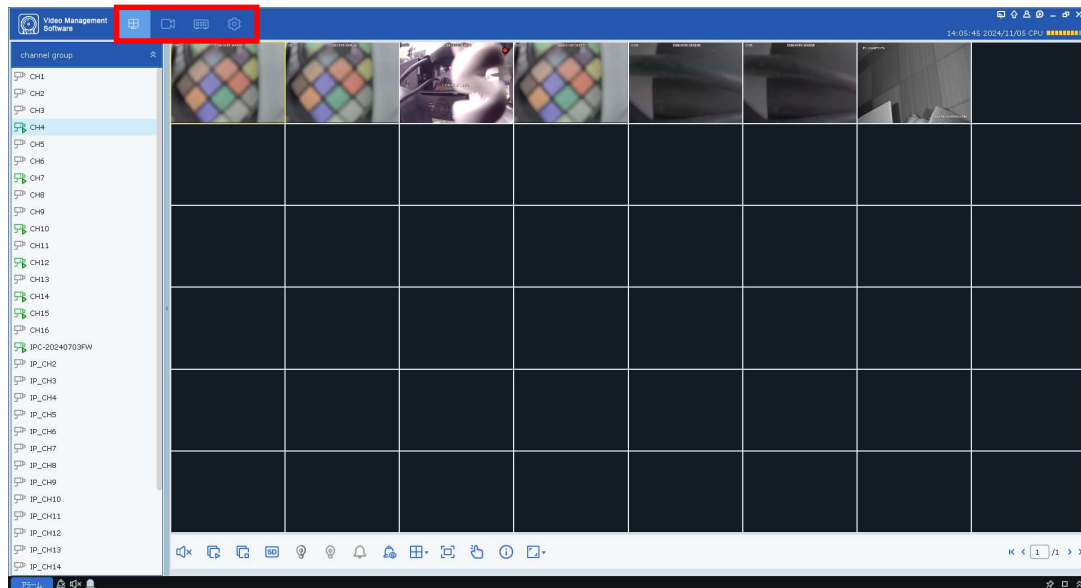 Video Management
Software
14:05:45 2024/11/05 CPU
channel group
CH1
CH2
CH3
CH4
CH5
CH6
CH7
CH8
CH9
CH10
CH11
CH12
CH13
CH14
CH15
CH16
IPC-20240703FW
IP_CH2
IP_CH3
IP_CH4
IP_CH5
IP_CH6
IP_CH7
IP_CH8
IP_CH9
IP_CH10
IP_CH11
IP_CH12
IP_CH13
IP_CH14
SD
1 /1
アラーム